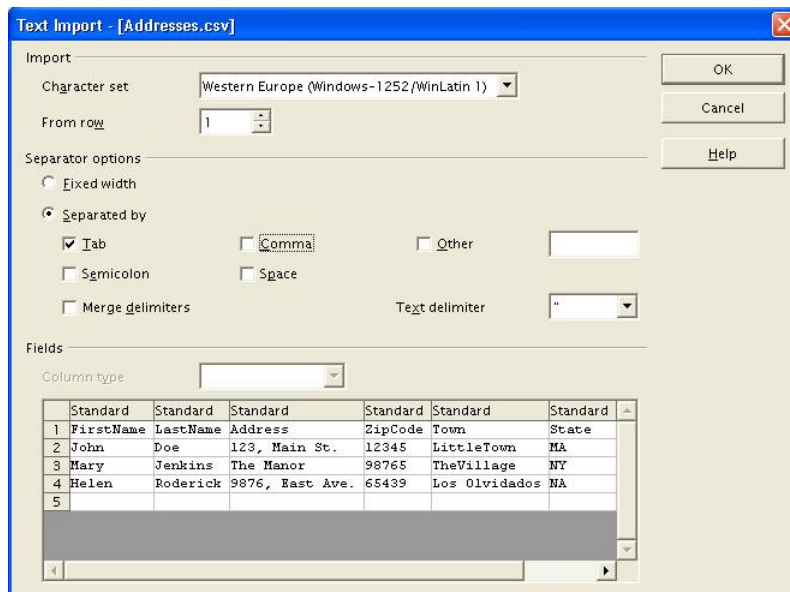 Text Import - [Addresses.csv]
Import
Character set Western Europe (Windows-1252/WinLatin 1)
From row 1
OK
Cancel
Help
Separator options
Fixed width
Separated by
Tab Comma Other
Semicolon Space
Merge delimiters Text delimiter "
Fields
Column type
Standard Standard Standard Standard Standard Standard
1 FirstName LastName Address ZipCode Town State
2 John Doe 123, Main St. 12345 LittleTown MA
3 Mary Jenkins The Manor 98765 TheVillage NY
4 Helen Roderick 9876, East Ave. 65439 Los Olvidados NA
5